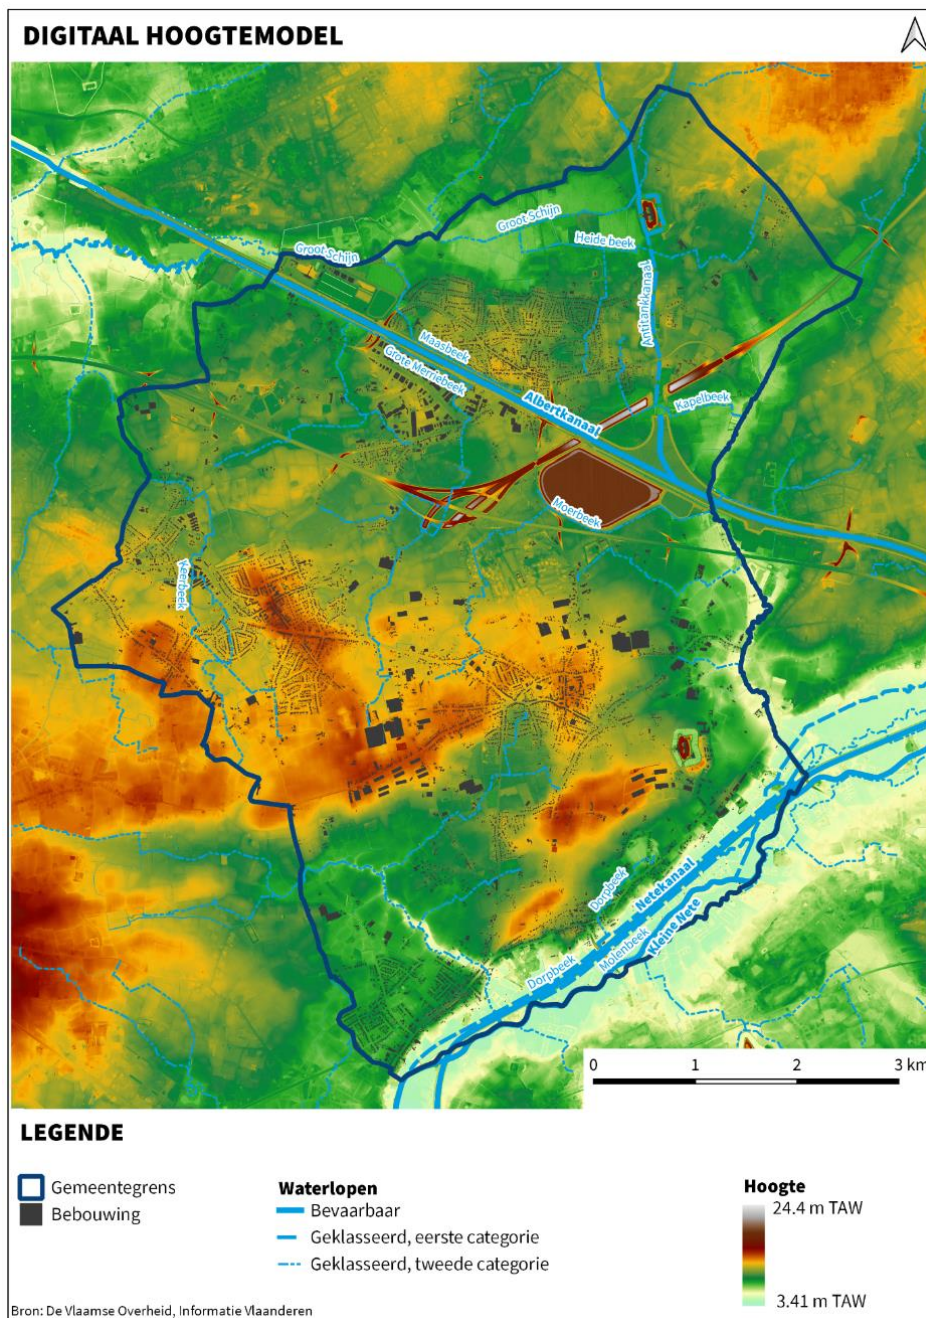 DIGITAAL HOOGTEMODEL
Groot Schijn
Heide beek
Groot Schijn
Antitankkanaal
Maasbeek
Grote Merriebeek
Albertkanaal
Kapelbeek
Moerbeek
Keerbeek
Dorpbeek
Netekanaal
Kleine Nete
Molenbeek
Dorpbeek
0 1 2 3 km
LEGENDE
Gemeentegrens
Bebouwing
Waterlopen
Bevaarbaar
Geklasseerd, eerste categorie
Geklasseerd, tweede categorie
Hoogte
24.4 m TAW
3.41 m TAW
Bron: De Vlaamse Overheid, Informatie Vlaanderen